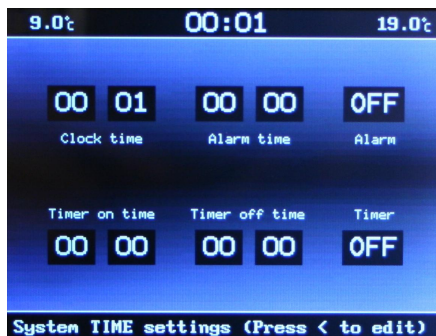 9.0°c 00:01 19.0°c
00 01 00 00 OFF
Clock time Alarm time Alarm
Timer on time Timer off time Timer
00 00 00 00 OFF
System TIME settings (Press < to edit)